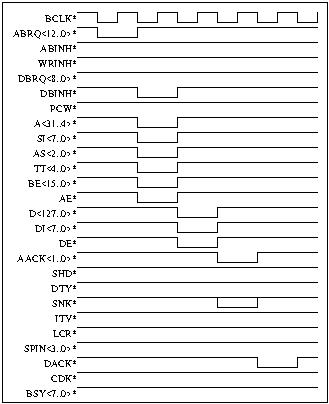 BCLK*
ABRQ<12..0>*
ABINH*
WRINH*
DBRQ<8..0>*
DBINH*
PCW*
A<31..4>*
SI<7..0>*
AS<2..0>*
TT<4..0>*
BE<15..0>*
AE*
D<127..0>*
DI<7..0>*
DE*
AACK<1..0>*
SHD*
DTY*
SNK*
ITV*
LCR*
SPIN<3..0>*
DACK*
CDK*
BSY<7..0>*